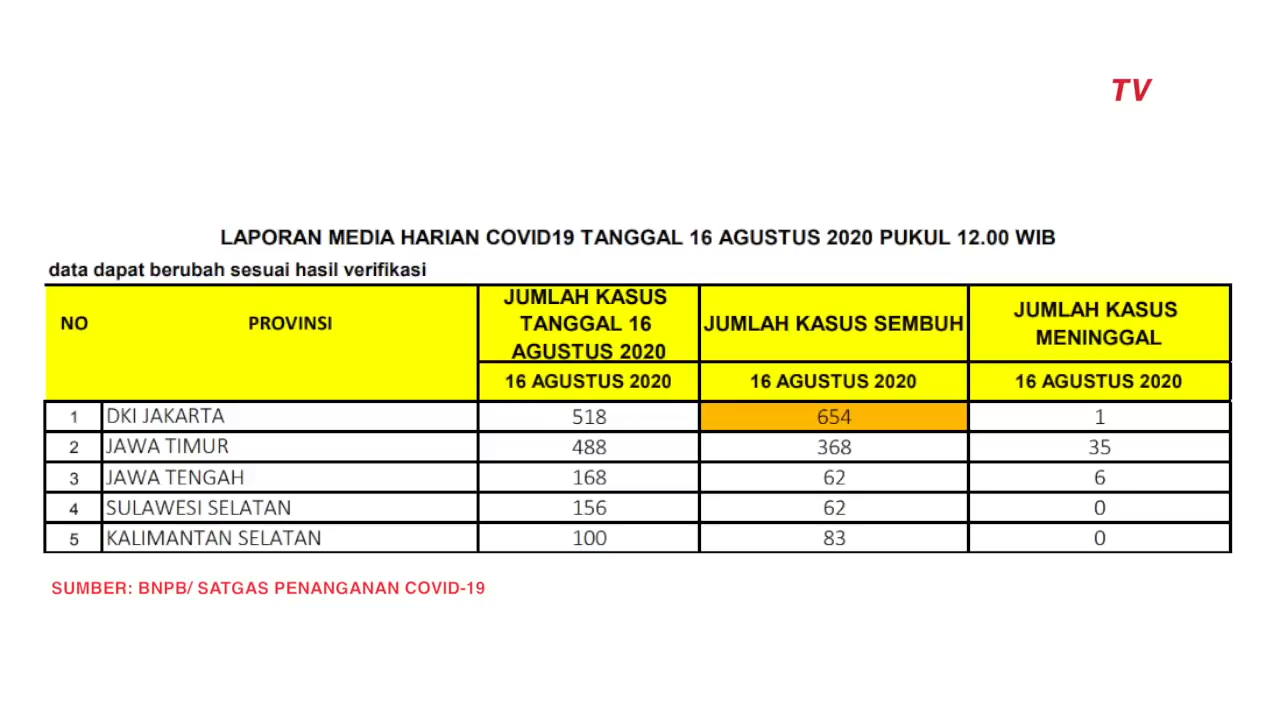 TV
LAPORAN MEDIA HARIAN COVID19 TANGGAL 16 AGUSTUS 2020 PUKUL 12.00 WIB
data dapat berubah sesuai hasil verifikasi
NO PROVINSI JUMLAH KASUS TANGGAL 16 AGUSTUS 2020 JUMLAH KASUS SEMBUH JUMLAH KASUS MENINGGAL
16 AGUSTUS 2020 16 AGUSTUS 2020 16 AGUSTUS 2020
1 DKI JAKARTA 518 654 1
2 JAWA TIMUR 488 368 35
3 JAWA TENGAH 168 62 6
4 SULAWESI SELATAN 156 62 0
5 KALIMANTAN SELATAN 100 83 0
SUMBER: BNPB/ SATGAS PENANGANAN COVID-19